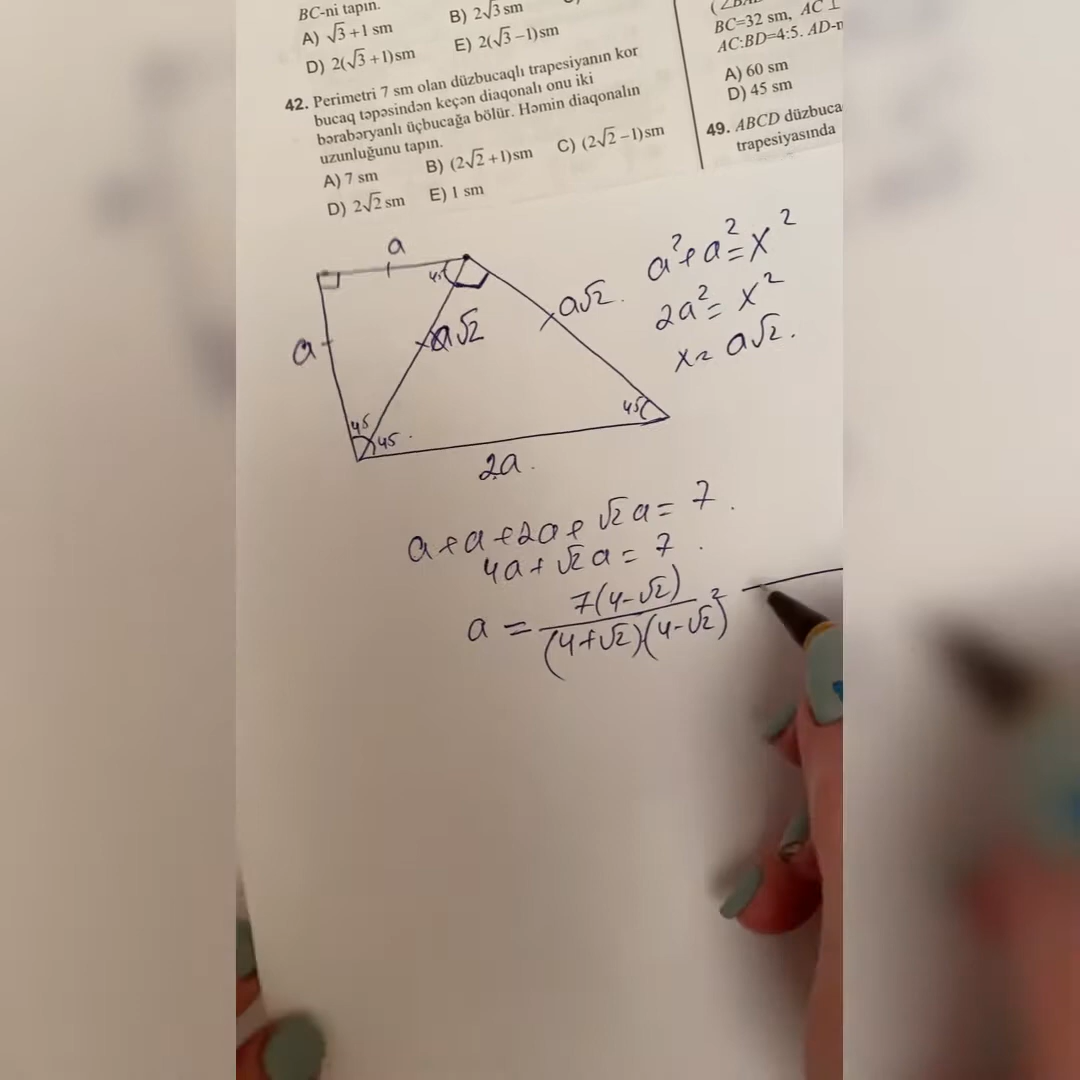 BC-ni tapın.
A) √3+1 sm
B) 2√3 sm
D) 2(√3+1)sm
E) 2(√3−1)sm
42. Perimetri 7 sm olan düzbucaqlı trapesiyanın kor
bucaq təpəsindən keçən diaqonalı onu iki
bərabəryanlı üçbucağa bölür. Həmin diaqonalın
uzunluğunu tapın.
A) 7 sm
B) (2√2+1)sm
C) (2√2−1)sm
D) 2√2 sm
E) 1 sm
BC=32 sm, AC⊥
AC:BD=4:5. AD-
A) 60 sm
D) 45 sm
49. ABCD düzbuca
trapesiyasında
a
45
a
a√2
a√2.
45
45.
45
2a.
a²+a²=x²
2a²=x²
x=a√2.
a+a+2a+√2a=7.
4a+√2a=7.
a = 7(4-√2)
(4+√2)(4-√2)²